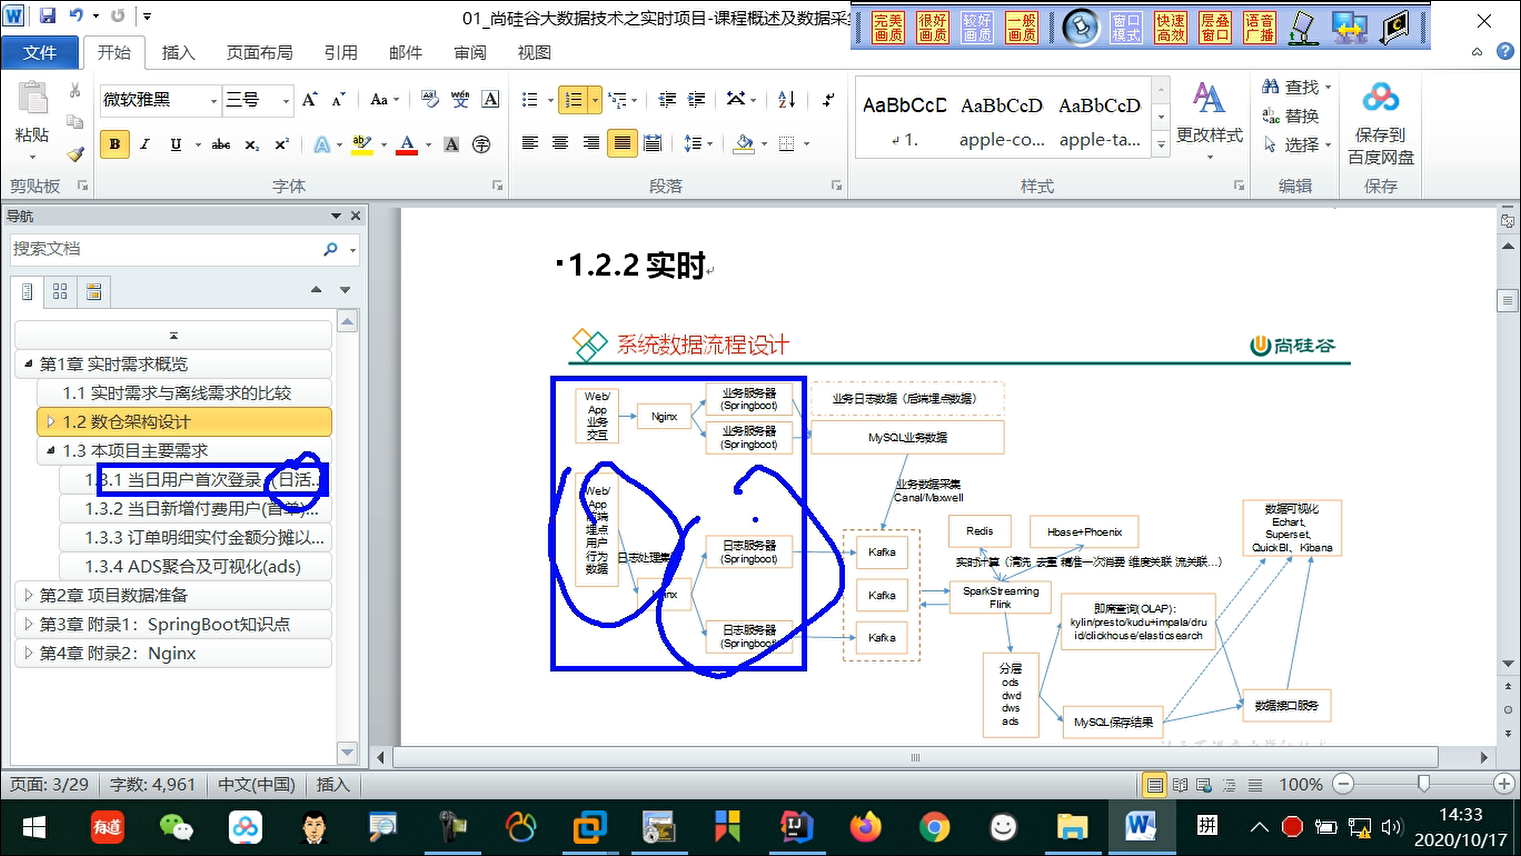 01_尚硅谷大数据技术之实时项目-课程概述及数据采集
完美画质
很好画质
较好画质
一般画质
窗口模式
快速高效
层叠窗口
语音广播
文件 开始 插入 页面布局 引用 邮件 审阅 视图
粘贴
微软雅黑 三号
AaBbCcD AaBbCcD AaBbCcD
1. apple-co... apple-ta...
更改样式
查找
替换
选择
保存到
百度网盘
剪贴板 字体 段落 样式 编辑 保存
导航
搜索文档
第1章 实时需求概览
1.1 实时需求与离线需求的比较
1.2 数仓架构设计
1.3 本项目主要需求
1.3.1 当日用户首次登录（日活...
1.3.2 当日新增付费用户(首单)...
1.3.3 订单明细实付金额分摊以...
1.3.4 ADS聚合及可视化(ads)
第2章 项目数据准备
第3章 附录1：SpringBoot知识点
第4章 附录2：Nginx
1.2.2 实时
系统数据流程设计
尚硅谷
Web/
App
业务
交互
Nginx
业务服务器
(Springboot)
业务服务器
(Springboot)
业务日志数据（后端埋点数据）
MySQL业务数据
业务数据采集
Canal/Maxwell
Web/
App
前端
埋点
用户
行为
数据
日志处理集
Nginx
日志服务器
(Springboot)
日志服务器
(Springboot)
Kafka
Kafka
Kafka
Redis
Hbase+Phoenix
实时计算（清洗 去重 精准一次消费 维度关联 流关联...）
SparkStreaming
Flink
即席查询(OLAP):
kylin/presto/kudu+impala/dru
id/clickhouse/elasticsearch
数据可视化
Echart、
Superset、
QuickBI、Kibana
分层
ods
dwd
dws
ads
MySQL保存结果
数据接口服务
页面: 3/29 字数: 4,961 中文(中国) 插入 100%
有道
拼
14:33
2020/10/17